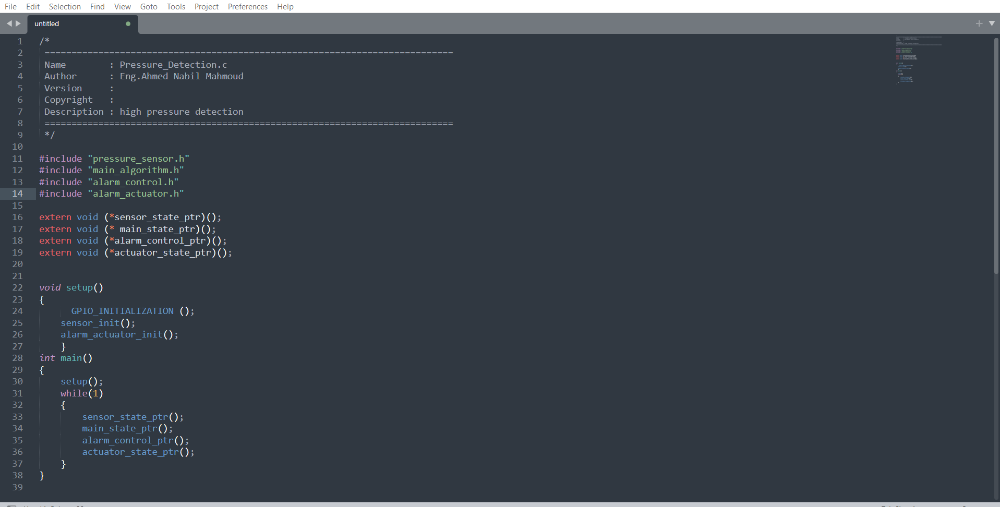 File Edit Selection Find View Goto Tools Project Preferences Help
untitled
1 /*
2 ============================================================================
3 Name        : Pressure_Detection.c
4 Author      : Eng.Ahmed Nabil Mahmoud
5 Version     :
6 Copyright   :
7 Description : high pressure detection
8 ============================================================================
9 */
10
11 #include "pressure_sensor.h"
12 #include "main_algorithm.h"
13 #include "alarm_control.h"
14 #include "alarm_actuator.h"
15
16 extern void (*sensor_state_ptr)();
17 extern void (* main_state_ptr)();
18 extern void (*alarm_control_ptr)();
19 extern void (*actuator_state_ptr)();
20
21
22 void setup()
23 {
24       GPIO_INITIALIZATION ();
25     sensor_init();
26     alarm_actuator_init();
27     }
28 int main()
29 {
30     setup();
31     while(1)
32     {
33         sensor_state_ptr();
34         main_state_ptr();
35         alarm_control_ptr();
36         actuator_state_ptr();
37     }
38 }
39